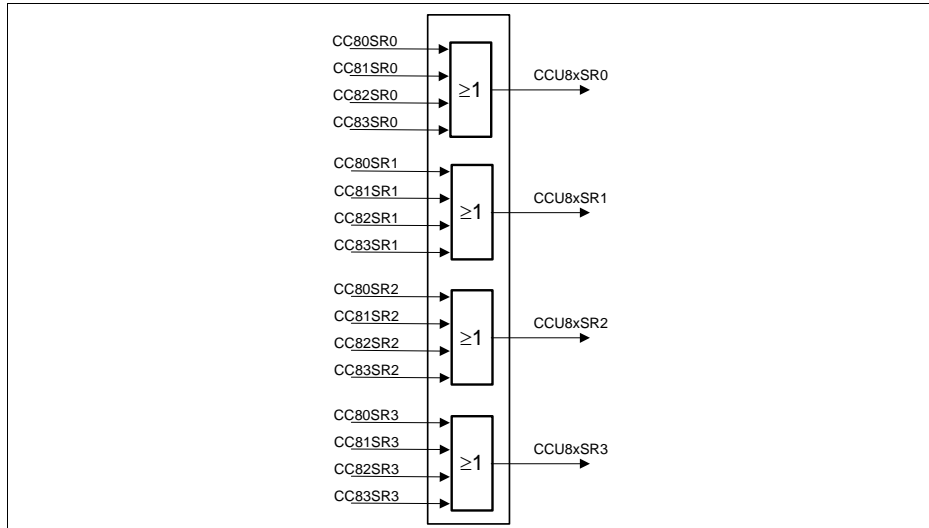 CC80SR0
CC81SR0
CC82SR0
CC83SR0
≥1
CCU8xSR0
CC80SR1
CC81SR1
CC82SR1
CC83SR1
≥1
CCU8xSR1
CC80SR2
CC81SR2
CC82SR2
CC83SR2
≥1
CCU8xSR2
CC80SR3
CC81SR3
CC82SR3
CC83SR3
≥1
CCU8xSR3